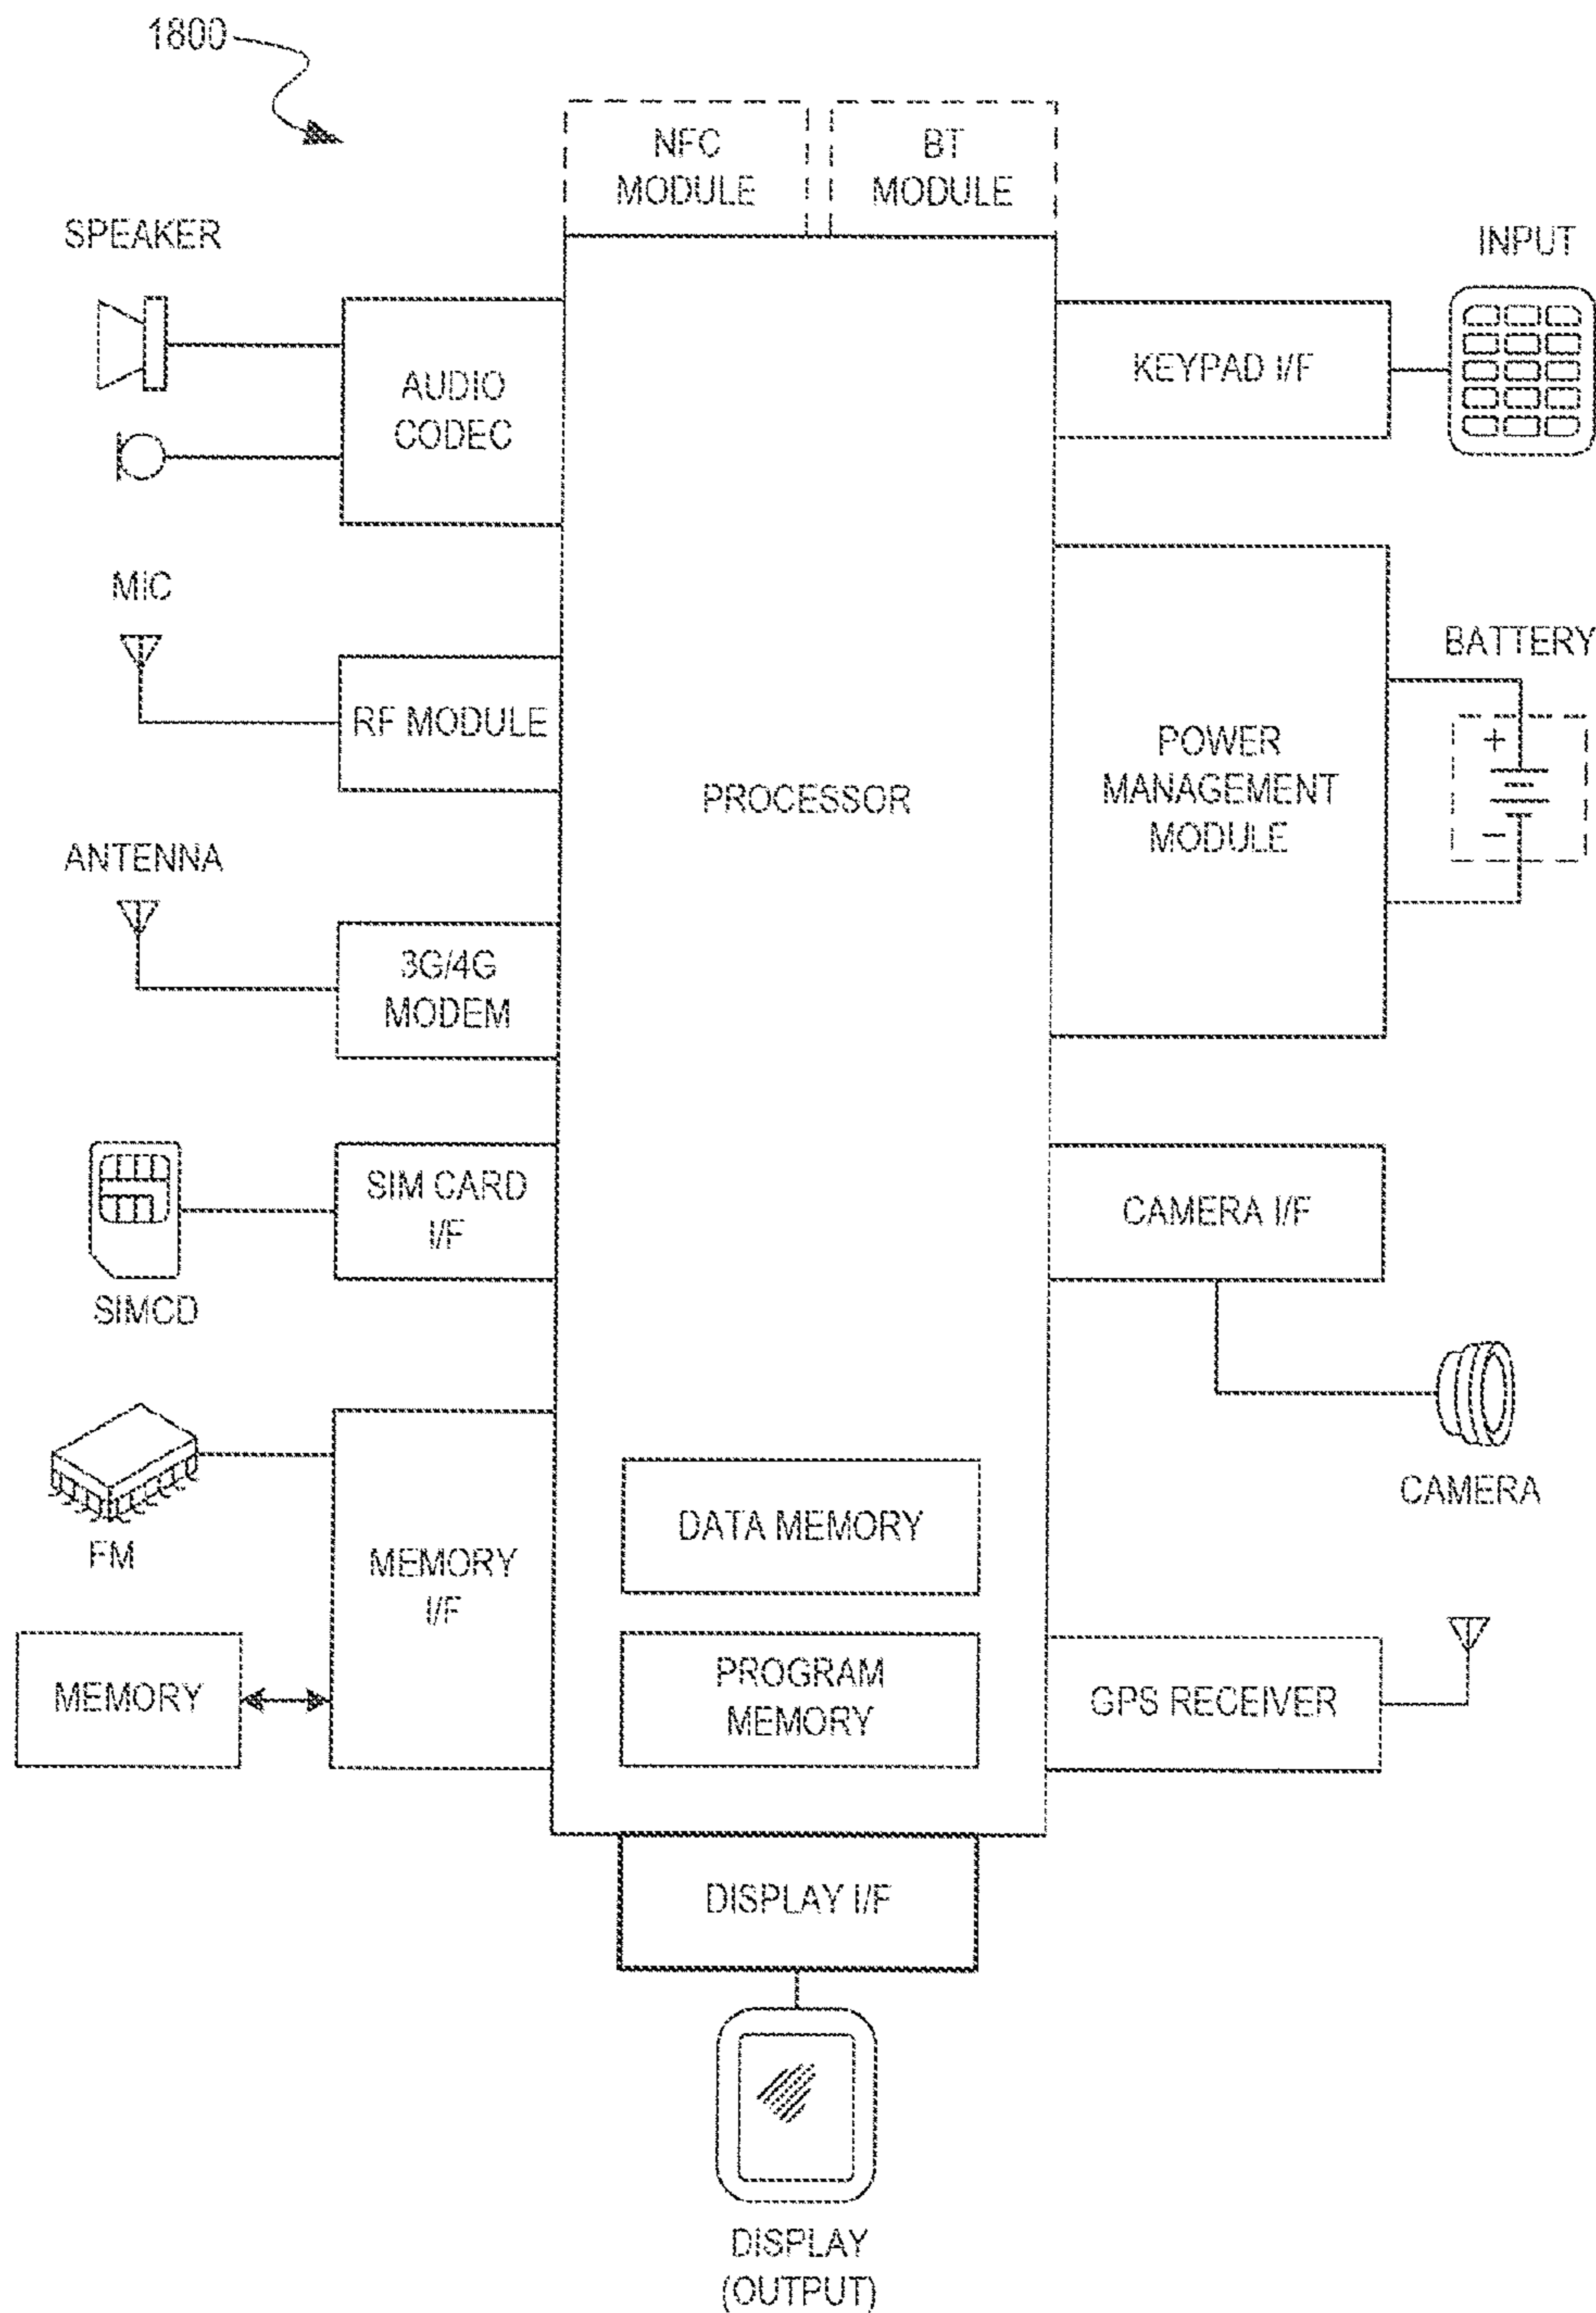 1800
NFC
MODULE
BT
MODULE
SPEAKER
INPUT
AUDIO
CODEC
KEYPAD I/F
MIC
RF MODULE
BATTERY
+
-
POWER
MANAGEMENT
MODULE
PROCESSOR
ANTENNA
3G/4G
MODEM
SIM CARD
I/F
SIMCD
CAMERA I/F
CAMERA
FM
MEMORY
I/F
DATA MEMORY
MEMORY
PROGRAM
MEMORY
GPS RECEIVER
DISPLAY I/F
DISPLAY
(OUTPUT)